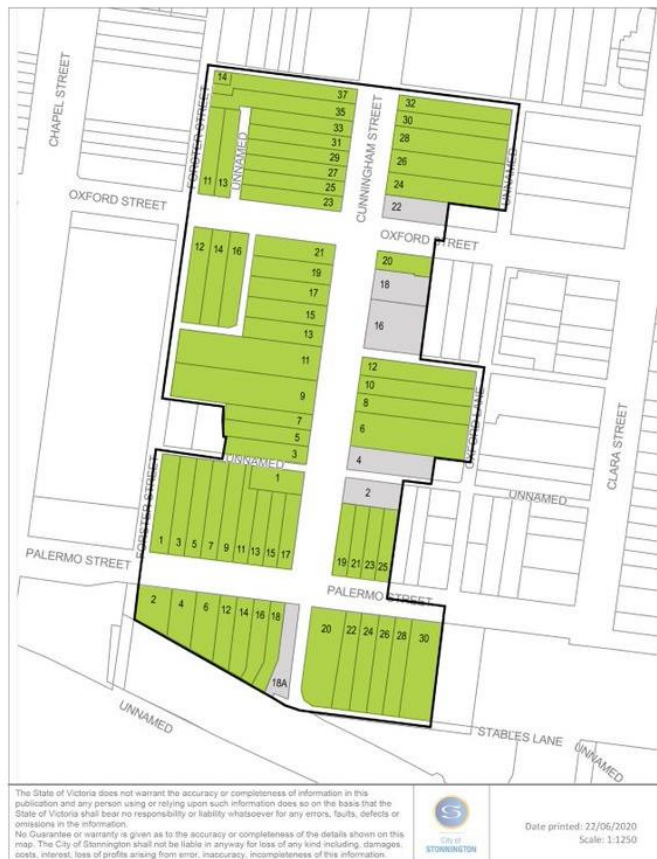 CHAPEL STREET
FORSTER STREET
14
37
35
33
31
29
27
25
23
11
13
UNNAMED
CUNNINGHAM STREET
32
30
28
26
24
22
UNNAMED
OXFORD STREET
OXFORD STREET
12
14
16
21
19
17
15
13
11
9
7
5
3
20
18
16
12
10
8
6
4
OXFORD LANE
CLARA STREET
UNNAMED
1
2
UNNAMED
FORSTER STREET
1
3
5
7
9
11
13
15
17
19
21
23
25
PALERMO STREET
PALERMO STREET
2
4
6
12
14
16
18
18A
20
22
24
26
28
30
UNNAMED
STABLES LANE
UNNAMED
The State of Victoria does not warrant the accuracy or completeness of information in this
publication and any person using or relying upon such information does so on the basis that the
State of Victoria shall bear no responsibility or liability whatsoever for any errors, faults, defects or
omissions in the information.
No Guarantee or warranty is given as to the accuracy or completeness of the details shown on this
map. The City of Stonnington shall not be liable in anyway for loss of any kind including, damages,
costs, interest, loss of profits arising from error, inaccuracy, incompleteness of this information.
City of
STONNINGTON
Date printed: 22/06/2020
Scale: 1:1250